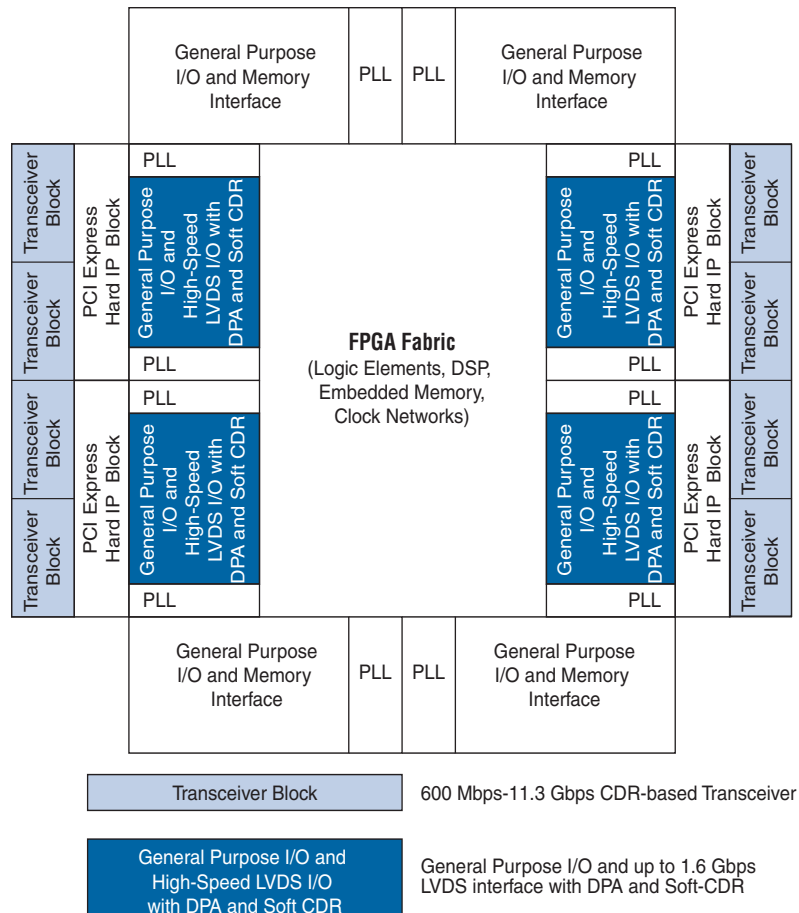 General Purpose
I/O and Memory
Interface
PLL
PLL
General Purpose
I/O and Memory
Interface
Transceiver
Block
Transceiver
Block
PCI Express
Hard IP Block
PLL
General Purpose
I/O and
High-Speed
LVDS I/O with
DPA and Soft CDR
PLL
Transceiver
Block
Transceiver
Block
PCI Express
Hard IP Block
PLL
General Purpose
I/O and
High-Speed
LVDS I/O with
DPA and Soft CDR
PLL
FPGA Fabric
(Logic Elements, DSP,
Embedded Memory,
Clock Networks)
PLL
General Purpose
I/O and
High-Speed
LVDS I/O with
DPA and Soft CDR
PLL
PCI Express
Hard IP Block
Transceiver
Block
Transceiver
Block
PLL
General Purpose
I/O and
High-Speed
LVDS I/O with
DPA and Soft CDR
PLL
PCI Express
Hard IP Block
Transceiver
Block
Transceiver
Block
General Purpose
I/O and Memory
Interface
PLL
PLL
General Purpose
I/O and Memory
Interface
Transceiver Block
600 Mbps-11.3 Gbps CDR-based Transceiver
General Purpose I/O and
High-Speed LVDS I/O
with DPA and Soft CDR
General Purpose I/O and up to 1.6 Gbps
LVDS interface with DPA and Soft-CDR